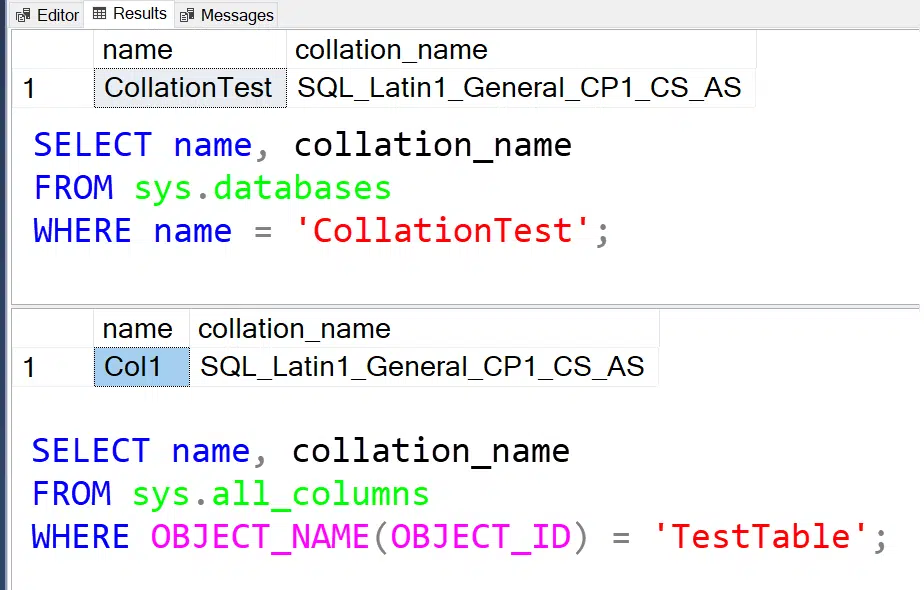 Editor Results Messages
name collation_name
1 CollationTest SQL_Latin1_General_CP1_CS_AS
SELECT name, collation_name
FROM sys.databases
WHERE name = 'CollationTest';
name collation_name
1 Col1 SQL_Latin1_General_CP1_CS_AS
SELECT name, collation_name
FROM sys.all_columns
WHERE OBJECT_NAME(OBJECT_ID) = 'TestTable';